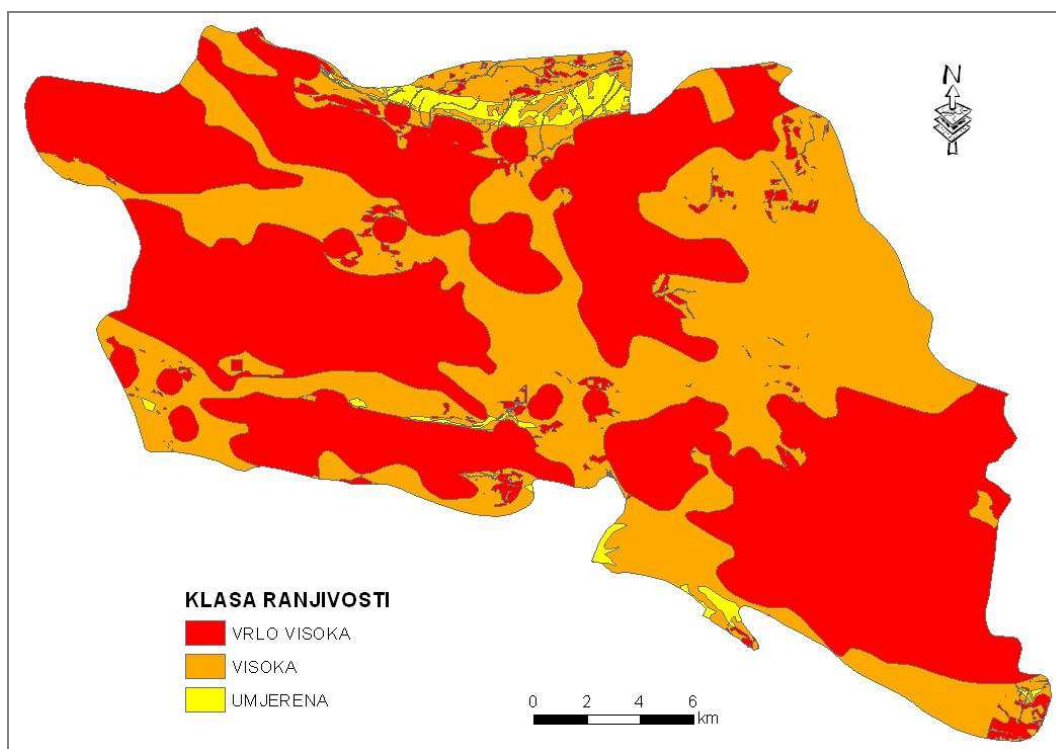 N
KLASA RANJIVOSTI
VRLO VISOKA
VISOKA
UMJERENA
0 2 4 6
km